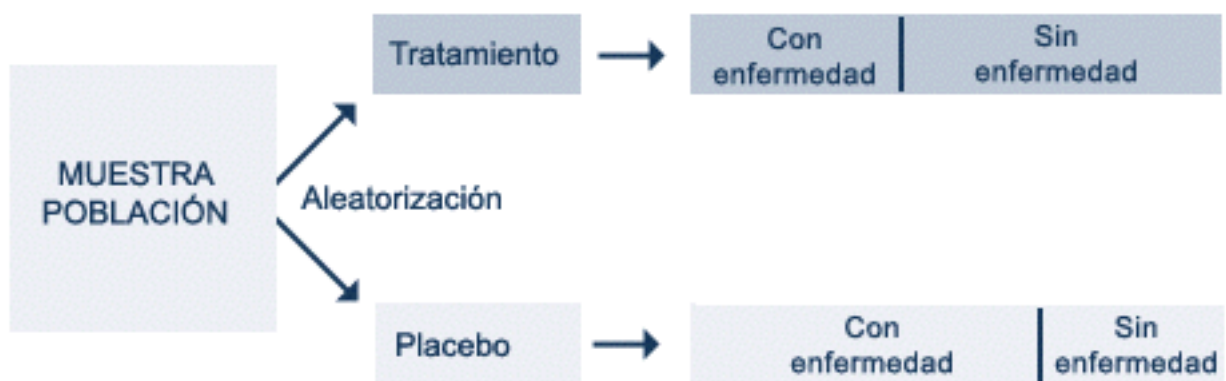 Tratamiento
Con
enfermedad
Sin
enfermedad
MUESTRA
POBLACIÓN
Aleatorización
Placebo
Con
enfermedad
Sin
enfermedad